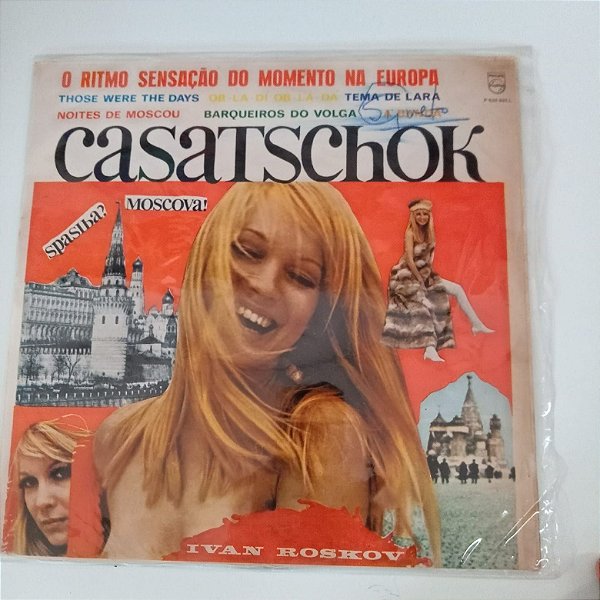 O RITMO SENSAÇÃO DO MOMENTO NA EUROPA
THOSE WERE THE DAYS OB-LA-DI OB-LA-DA TEMA DE LARA
NOITES DE MOSCOU BARQUEIROS DO VOLGA
PHILIPS
CASATSCHOK
spasiba?
MOSCOVA!
IVAN ROSKOV